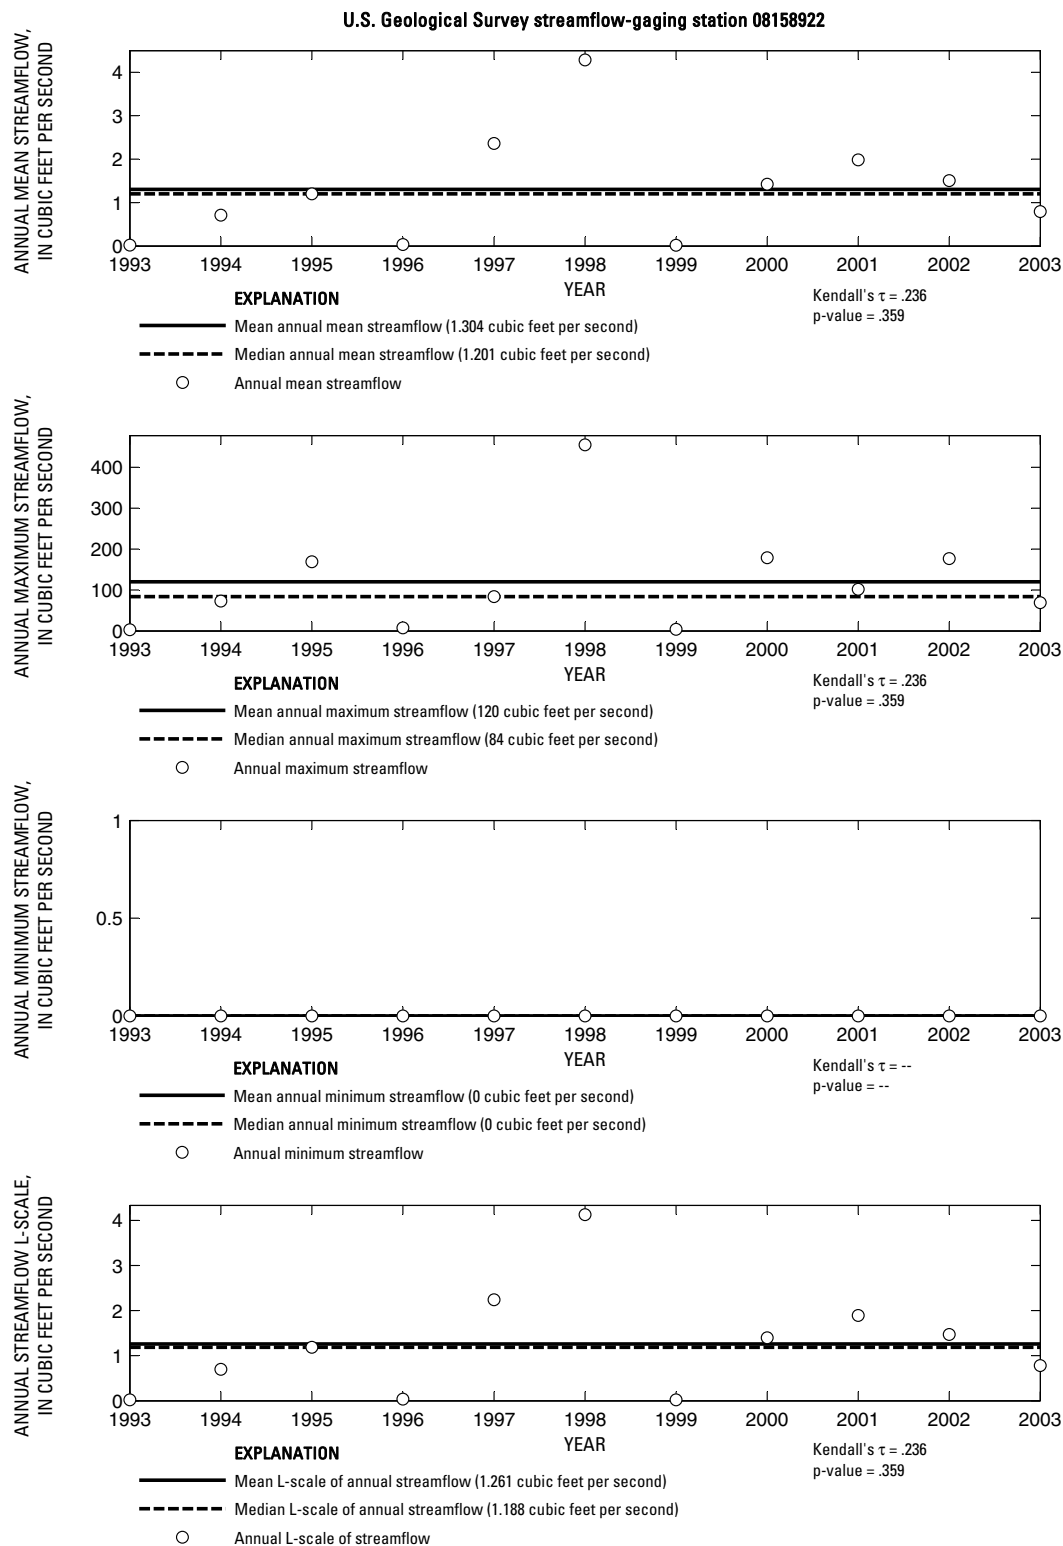 U.S. Geological Survey streamflow-gaging station 08158922
ANNUAL MEAN STREAMFLOW,
IN CUBIC FEET PER SECOND
4
3
2
1
0
1993 1994 1995 1996 1997 1998 1999 2000 2001 2002 2003
YEAR
Kendall's τ = .236
p-value = .359
EXPLANATION
Mean annual mean streamflow (1.304 cubic feet per second)
Median annual mean streamflow (1.201 cubic feet per second)
Annual mean streamflow
ANNUAL MAXIMUM STREAMFLOW,
IN CUBIC FEET PER SECOND
400
300
200
100
0
1993 1994 1995 1996 1997 1998 1999 2000 2001 2002 2003
YEAR
Kendall's τ = .236
p-value = .359
EXPLANATION
Mean annual maximum streamflow (120 cubic feet per second)
Median annual maximum streamflow (84 cubic feet per second)
Annual maximum streamflow
ANNUAL MINIMUM STREAMFLOW,
IN CUBIC FEET PER SECOND
1
0.5
0
1993 1994 1995 1996 1997 1998 1999 2000 2001 2002 2003
YEAR
Kendall's τ = --
p-value = --
EXPLANATION
Mean annual minimum streamflow (0 cubic feet per second)
Median annual minimum streamflow (0 cubic feet per second)
Annual minimum streamflow
ANNUAL STREAMFLOW L-SCALE,
IN CUBIC FEET PER SECOND
4
3
2
1
0
1993 1994 1995 1996 1997 1998 1999 2000 2001 2002 2003
YEAR
Kendall's τ = .236
p-value = .359
EXPLANATION
Mean L-scale of annual streamflow (1.261 cubic feet per second)
Median L-scale of annual streamflow (1.188 cubic feet per second)
Annual L-scale of streamflow